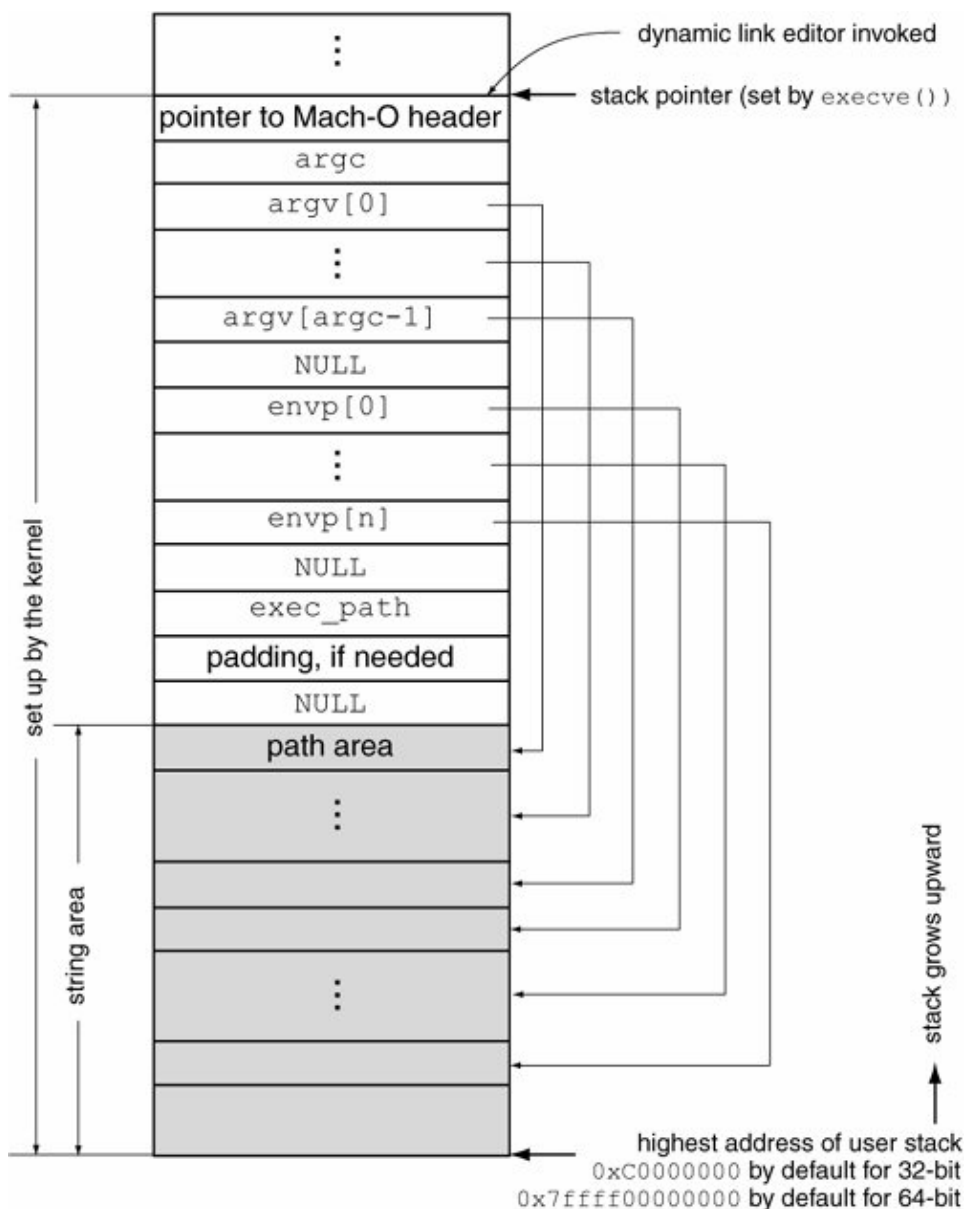 ⋮
dynamic link editor invoked
stack pointer (set by execve())
pointer to Mach-O header
argc
argv[0]
⋮
argv[argc-1]
NULL
envp[0]
⋮
envp[n]
NULL
exec_path
padding, if needed
NULL
path area
⋮
⋮
set up by the kernel
string area
stack grows upward
highest address of user stack
0xC0000000 by default for 32-bit
0x7ffff00000000 by default for 64-bit